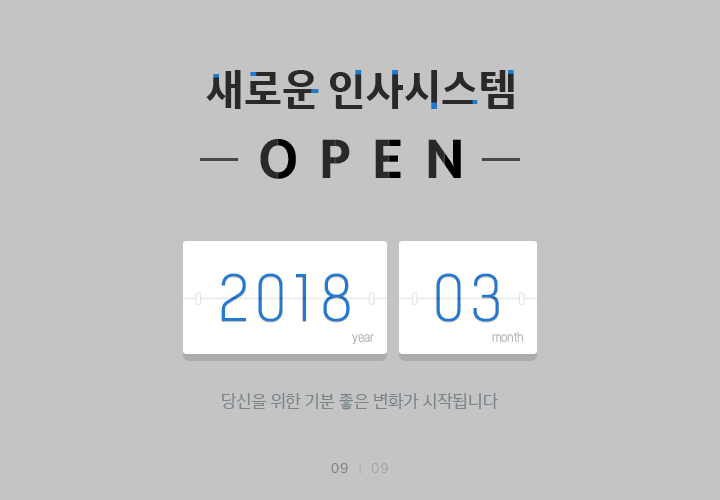 새로운 인사시스템
— OPEN —
2018 year 03 month
당신을 위한 기분 좋은 변화가 시작됩니다
09 | 09